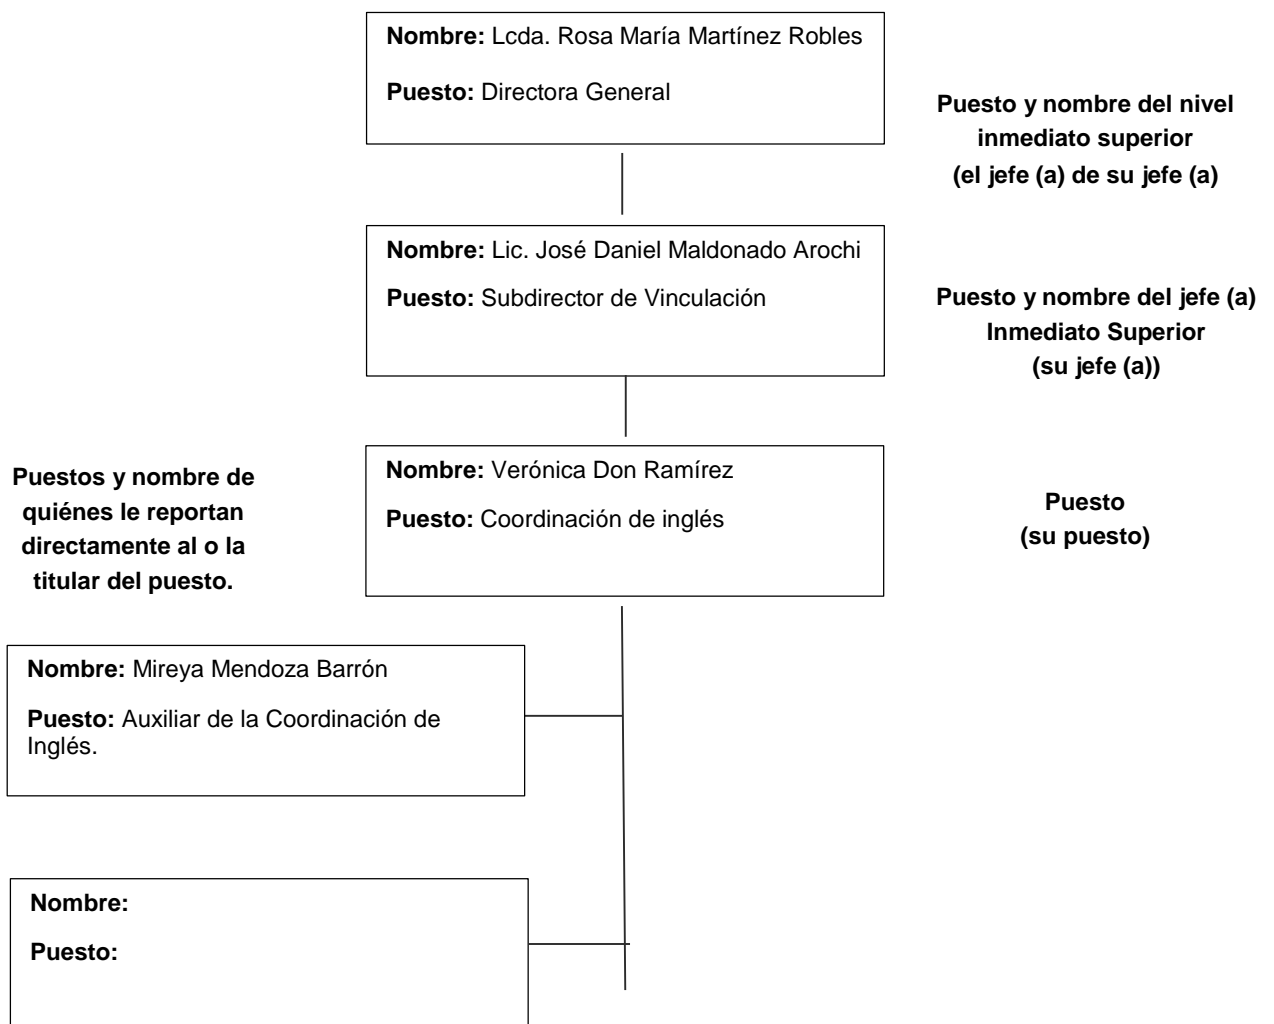 Nombre: Lcda. Rosa María Martínez Robles
Puesto: Directora General
Puesto y nombre del nivel
inmediato superior
(el jefe (a) de su jefe (a)
Nombre: Lic. José Daniel Maldonado Arochi
Puesto: Subdirector de Vinculación
Puesto y nombre del jefe (a)
Inmediato Superior
(su jefe (a))
Nombre: Verónica Don Ramírez
Puesto: Coordinación de inglés
Puesto
(su puesto)
Puestos y nombre de
quiénes le reportan
directamente al o la
titular del puesto.
Nombre: Mireya Mendoza Barrón
Puesto: Auxiliar de la Coordinación de
Inglés.
Nombre:
Puesto: